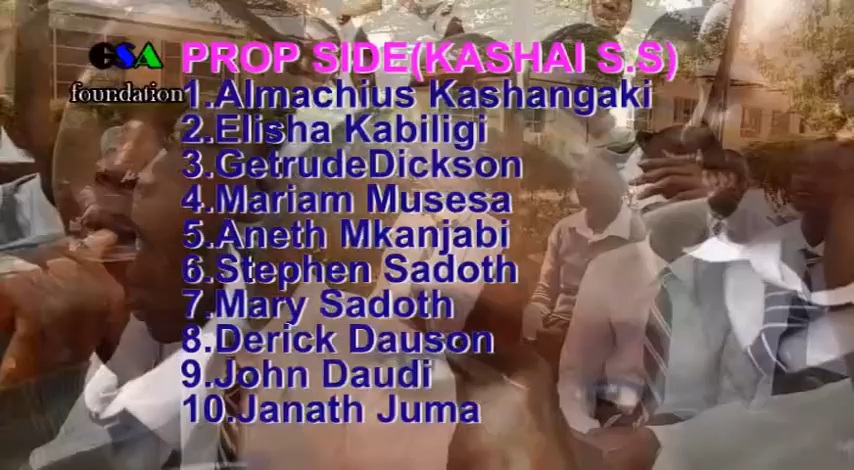 GSA
foundation
PROP SIDE(KASHAI S.S)
1.Almachius Kashangaki
2.Elisha Kabiligi
3.GetrudeDickson
4.Mariam Musesa
5.Aneth Mkanjabi
6.Stephen Sadoth
7.Mary Sadoth
8.Derick Dauson
9.John Daudi
10.Janath Juma